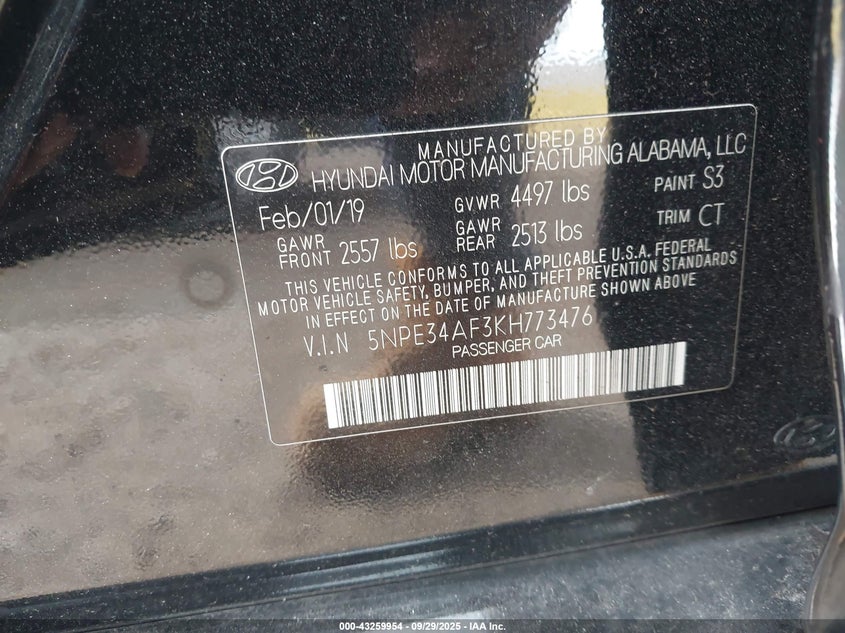 MANUFACTURED BY
HYUNDAI MOTOR MANUFACTURING ALABAMA, LLC
Feb/01/19 GVWR 4497 lbs PAINT S3
GAWR FRONT 2557 lbs GAWR REAR 2513 lbs TRIM CT
THIS VEHICLE CONFORMS TO ALL APPLICABLE U.S.A. FEDERAL
MOTOR VEHICLE SAFETY, BUMPER, AND THEFT PREVENTION STANDARDS
IN EFFECT ON THE DATE OF MANUFACTURE SHOWN ABOVE
V.I.N 5NPE34AF3KH773476
PASSENGER CAR
000-43259954 - 09/29/2025 - IAA Inc.